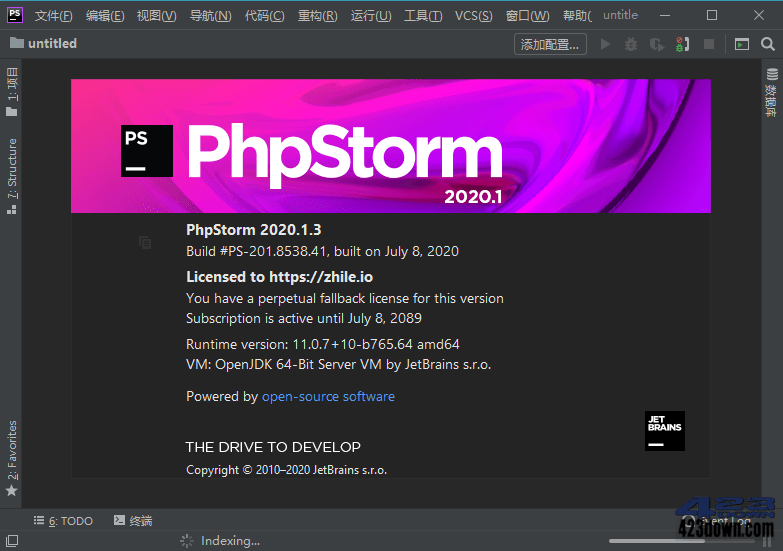 PS 文件(F) 编辑(E) 视图(V) 导航(N) 代码(C) 重构(R) 运行(U) 工具(T) VCS(S) 窗口(W) 帮助( untitle
untitled
添加配置...
1: 项目
7: Structure
2: Favorites
数据库
PS
PhpStorm
2020.1
PhpStorm 2020.1.3
Build #PS-201.8538.41, built on July 8, 2020
Licensed to https://zhile.io
You have a perpetual fallback license for this version
Subscription is active until July 8, 2089
Runtime version: 11.0.7+10-b765.64 amd64
VM: OpenJDK 64-Bit Server VM by JetBrains s.r.o.
Powered by open-source software
JET
BRAINS
THE DRIVE TO DEVELOP
Copyright © 2010–2020 JetBrains s.r.o.
6: TODO 终端 Event Log
423
423down.com
Indexing...